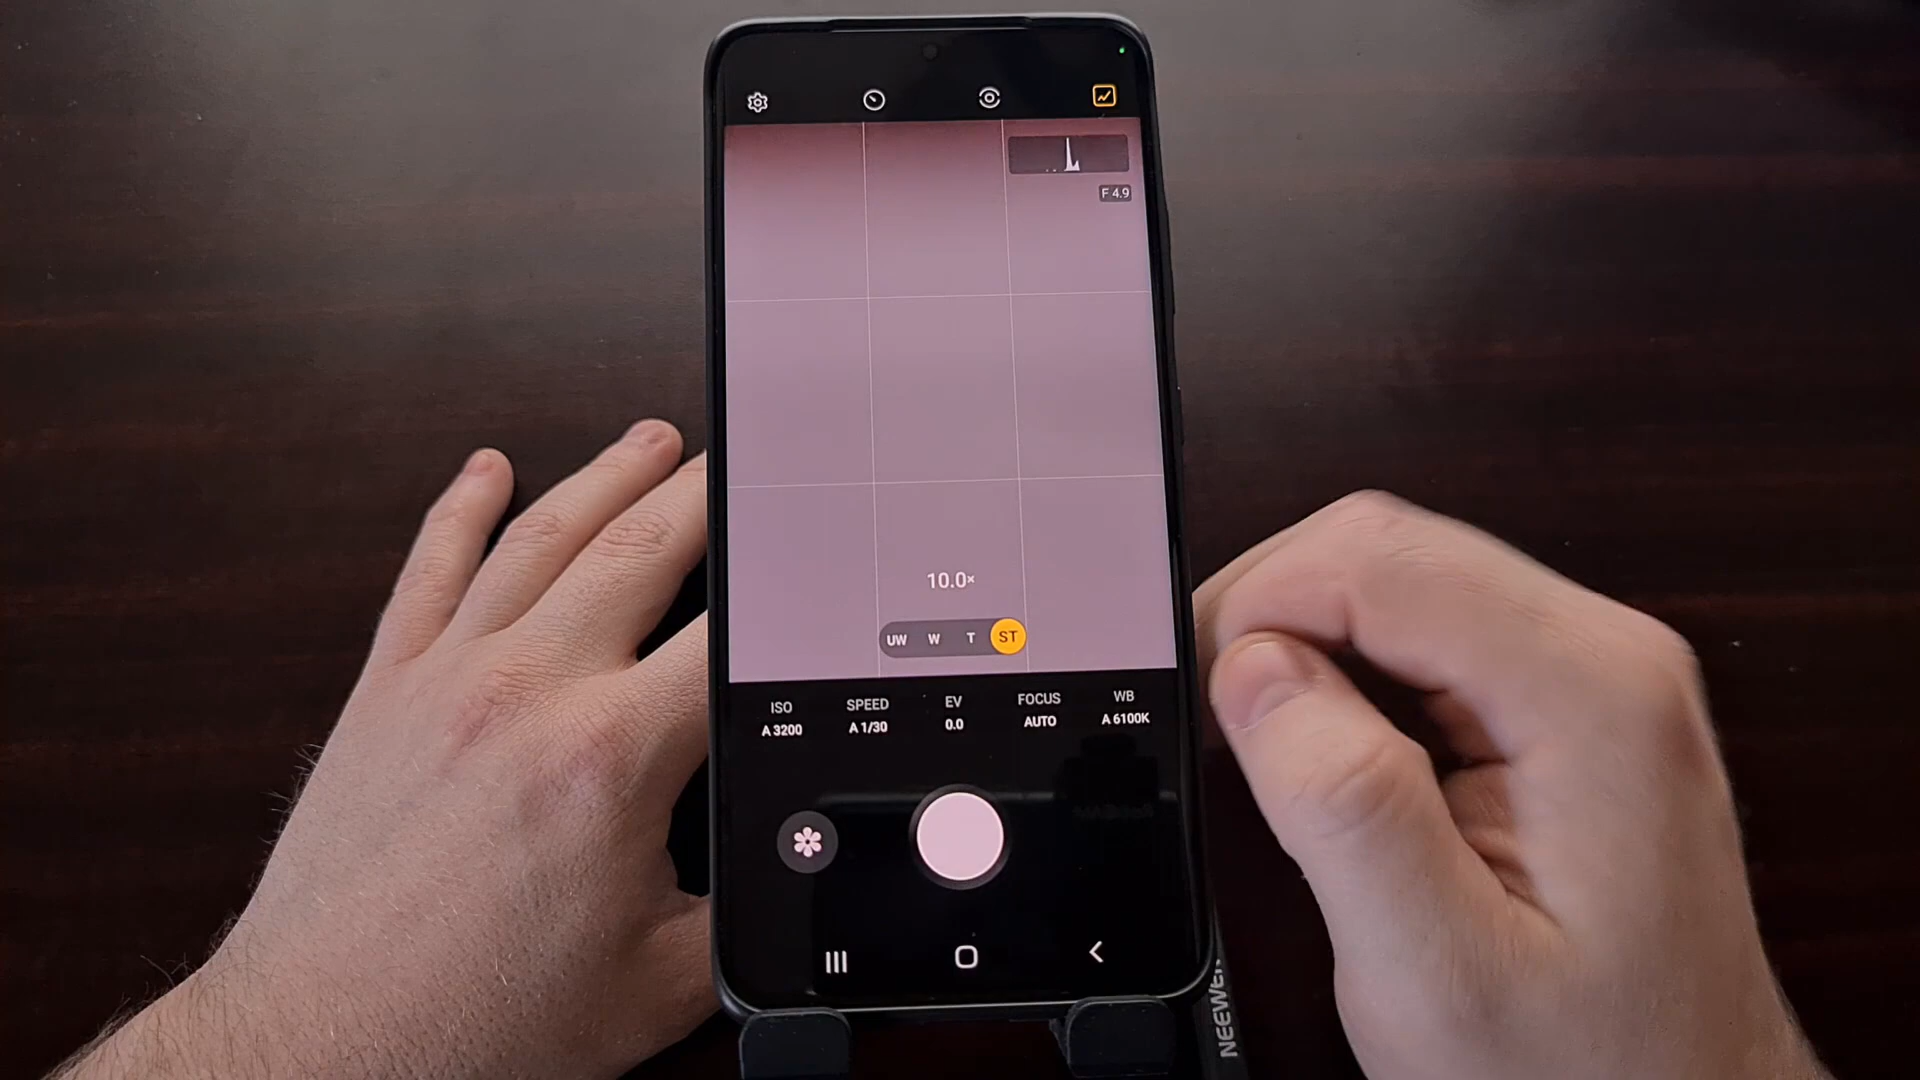 F 4.9
10.0×
UW W T ST
ISO SPEED EV FOCUS WB
A 3200 A 1/30 0.0 AUTO A 6100K
NEEWER